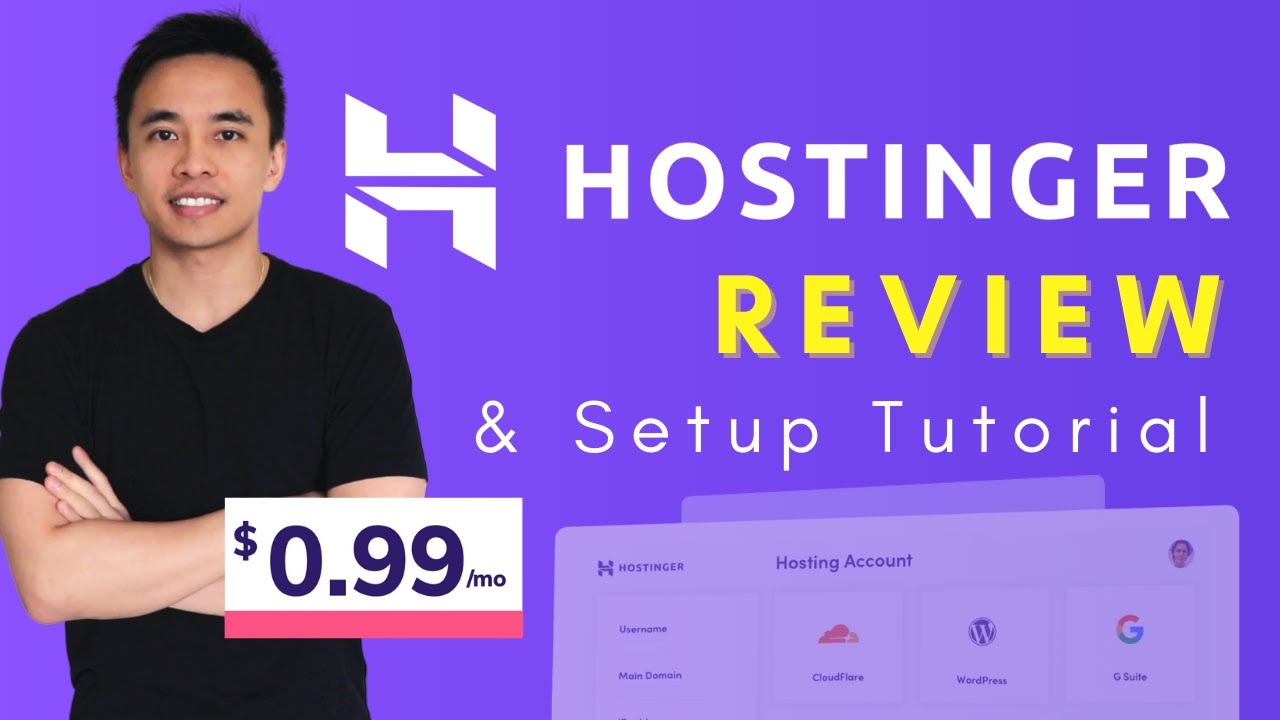 HOSTINGER
REVIEW
& Setup Tutorial
$0.99/mo
HOSTINGER
Hosting Account
Username
Main Domain
CloudFlare
WordPress
G Suite